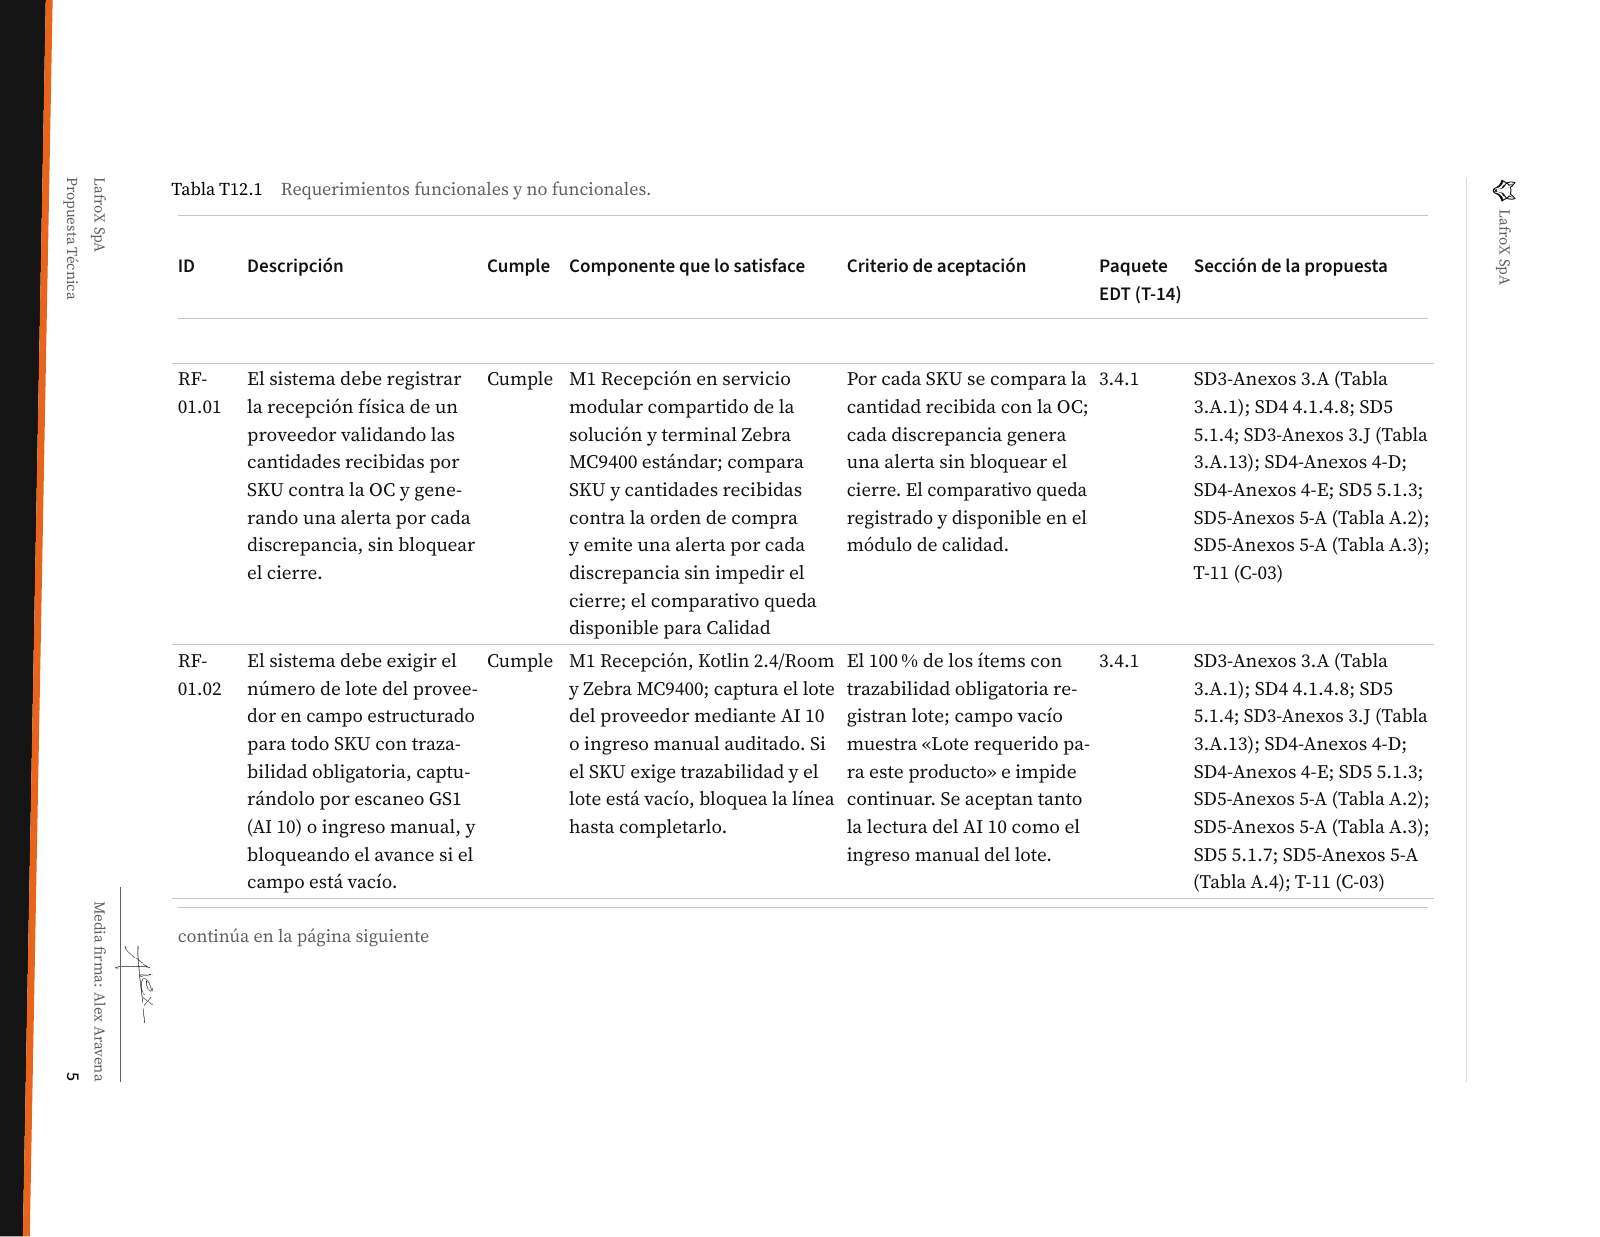 LafroX SpA
Propuesta Técnica
LafroX SpA
Tabla T12.1 Requerimientos funcionales y no funcionales.
ID Descripción Cumple Componente que lo satisface Criterio de aceptación Paquete EDT (T-14) Sección de la propuesta
RF-
01.01
El sistema debe registrar
la recepción física de un
proveedor validando las
cantidades recibidas por
SKU contra la OC y gene-
rando una alerta por cada
discrepancia, sin bloquear
el cierre.
Cumple
M1 Recepción en servicio
modular compartido de la
solución y terminal Zebra
MC9400 estándar; compara
SKU y cantidades recibidas
contra la orden de compra
y emite una alerta por cada
discrepancia sin impedir el
cierre; el comparativo queda
disponible para Calidad
Por cada SKU se compara la
cantidad recibida con la OC;
cada discrepancia genera
una alerta sin bloquear el
cierre. El comparativo queda
registrado y disponible en el
módulo de calidad.
3.4.1
SD3-Anexos 3.A (Tabla
3.A.1); SD4 4.1.4.8; SD5
5.1.4; SD3-Anexos 3.J (Tabla
3.A.13); SD4-Anexos 4-D;
SD4-Anexos 4-E; SD5 5.1.3;
SD5-Anexos 5-A (Tabla A.2);
SD5-Anexos 5-A (Tabla A.3);
T-11 (C-03)
RF-
01.02
El sistema debe exigir el
número de lote del provee-
dor en campo estructurado
para todo SKU con traza-
bilidad obligatoria, captu-
rándolo por escaneo GS1
(AI 10) o ingreso manual, y
bloqueando el avance si el
campo está vacío.
Cumple
M1 Recepción, Kotlin 2.4/Room
y Zebra MC9400; captura el lote
del proveedor mediante AI 10
o ingreso manual auditado. Si
el SKU exige trazabilidad y el
lote está vacío, bloquea la línea
hasta completarlo.
El 100 % de los ítems con
trazabilidad obligatoria re-
gistran lote; campo vacío
muestra «Lote requerido pa-
ra este producto» e impide
continuar. Se aceptan tanto
la lectura del AI 10 como el
ingreso manual del lote.
3.4.1
SD3-Anexos 3.A (Tabla
3.A.1); SD4 4.1.4.8; SD5
5.1.4; SD3-Anexos 3.J (Tabla
3.A.13); SD4-Anexos 4-D;
SD4-Anexos 4-E; SD5 5.1.3;
SD5-Anexos 5-A (Tabla A.2);
SD5-Anexos 5-A (Tabla A.3);
SD5 5.1.7; SD5-Anexos 5-A
(Tabla A.4); T-11 (C-03)
continúa en la página siguiente
Alex
Media firma: Alex Aravena
5